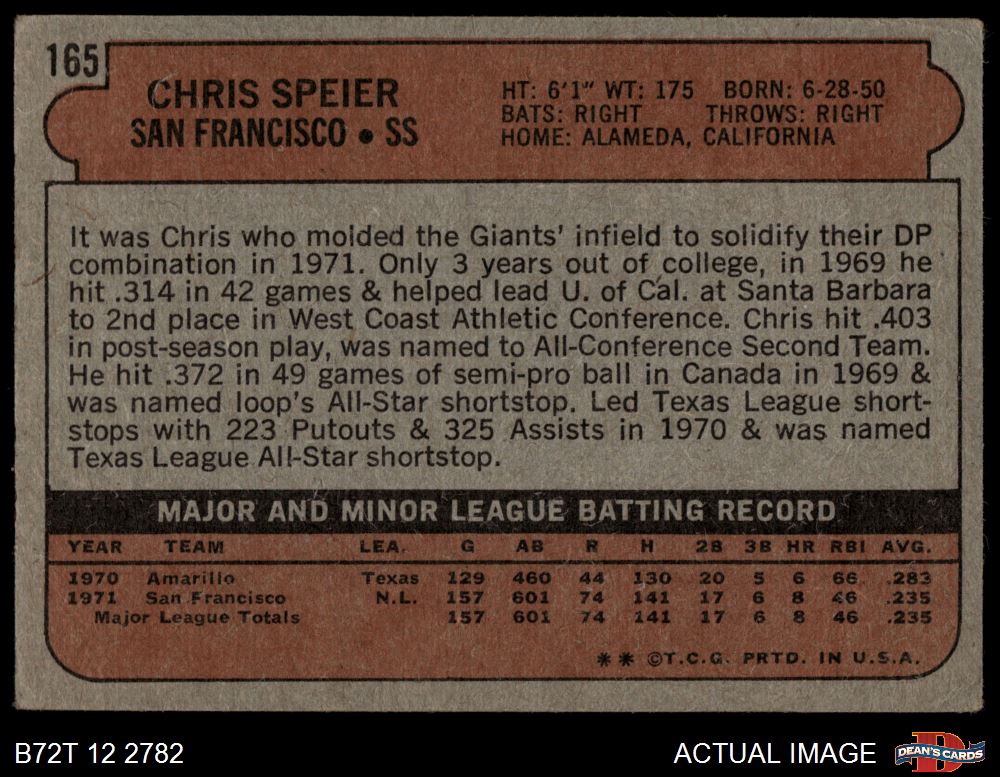 165
CHRIS SPEIER
SAN FRANCISCO • SS
HT: 6'1" WT: 175 BORN: 6-28-50
BATS: RIGHT THROWS: RIGHT
HOME: ALAMEDA, CALIFORNIA
It was Chris who molded the Giants' infield to solidify their DP
combination in 1971. Only 3 years out of college, in 1969 he
hit .314 in 42 games & helped lead U. of Cal. at Santa Barbara
to 2nd place in West Coast Athletic Conference. Chris hit .403
in post-season play, was named to All-Conference Second Team.
He hit .372 in 49 games of semi-pro ball in Canada in 1969 &
was named loop's All-Star shortstop. Led Texas League short-
stops with 223 Putouts & 325 Assists in 1970 & was named
Texas League All-Star shortstop.
MAJOR AND MINOR LEAGUE BATTING RECORD
YEAR TEAM LEA. G AB R H 2B 3B HR RBI AVG.
1970 Amarillo Texas 129 460 44 130 20 5 6 66 .283
1971 San Francisco N.L. 157 601 74 141 17 6 8 46 .235
Major League Totals 157 601 74 141 17 6 8 46 .235
** ©T.C.G. PRTD. IN U.S.A.
B72T 12 2782
ACTUAL IMAGE
DEAN'S CARDS